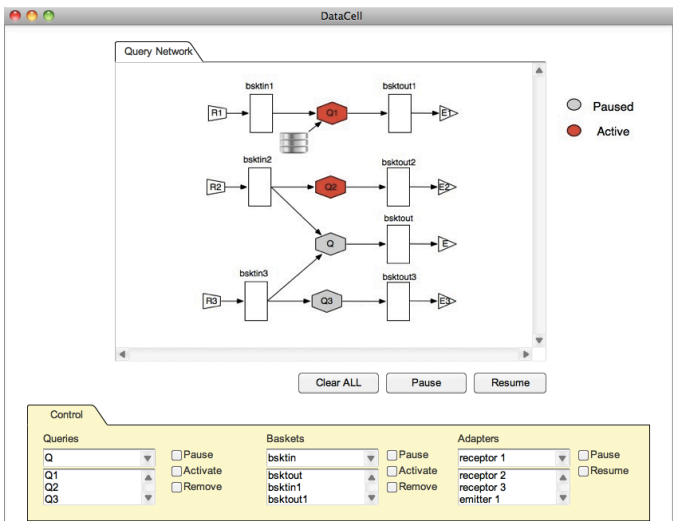 DataCell
Query Network
bsktin1
bsktout1
R1
Q1
E1
Paused
Active
bsktin2
bsktout2
R2
Q2
E2
bsktout
Q
E
bsktin3
bsktout3
R3
Q3
E3
Clear ALL
Pause
Resume
Control
Queries
Q
Q1
Q2
Q3
Pause
Activate
Remove
Baskets
bsktin
bsktout
bsktin1
bsktout1
Pause
Activate
Remove
Adapters
receptor 1
receptor 2
receptor 3
emitter 1
Pause
Resume